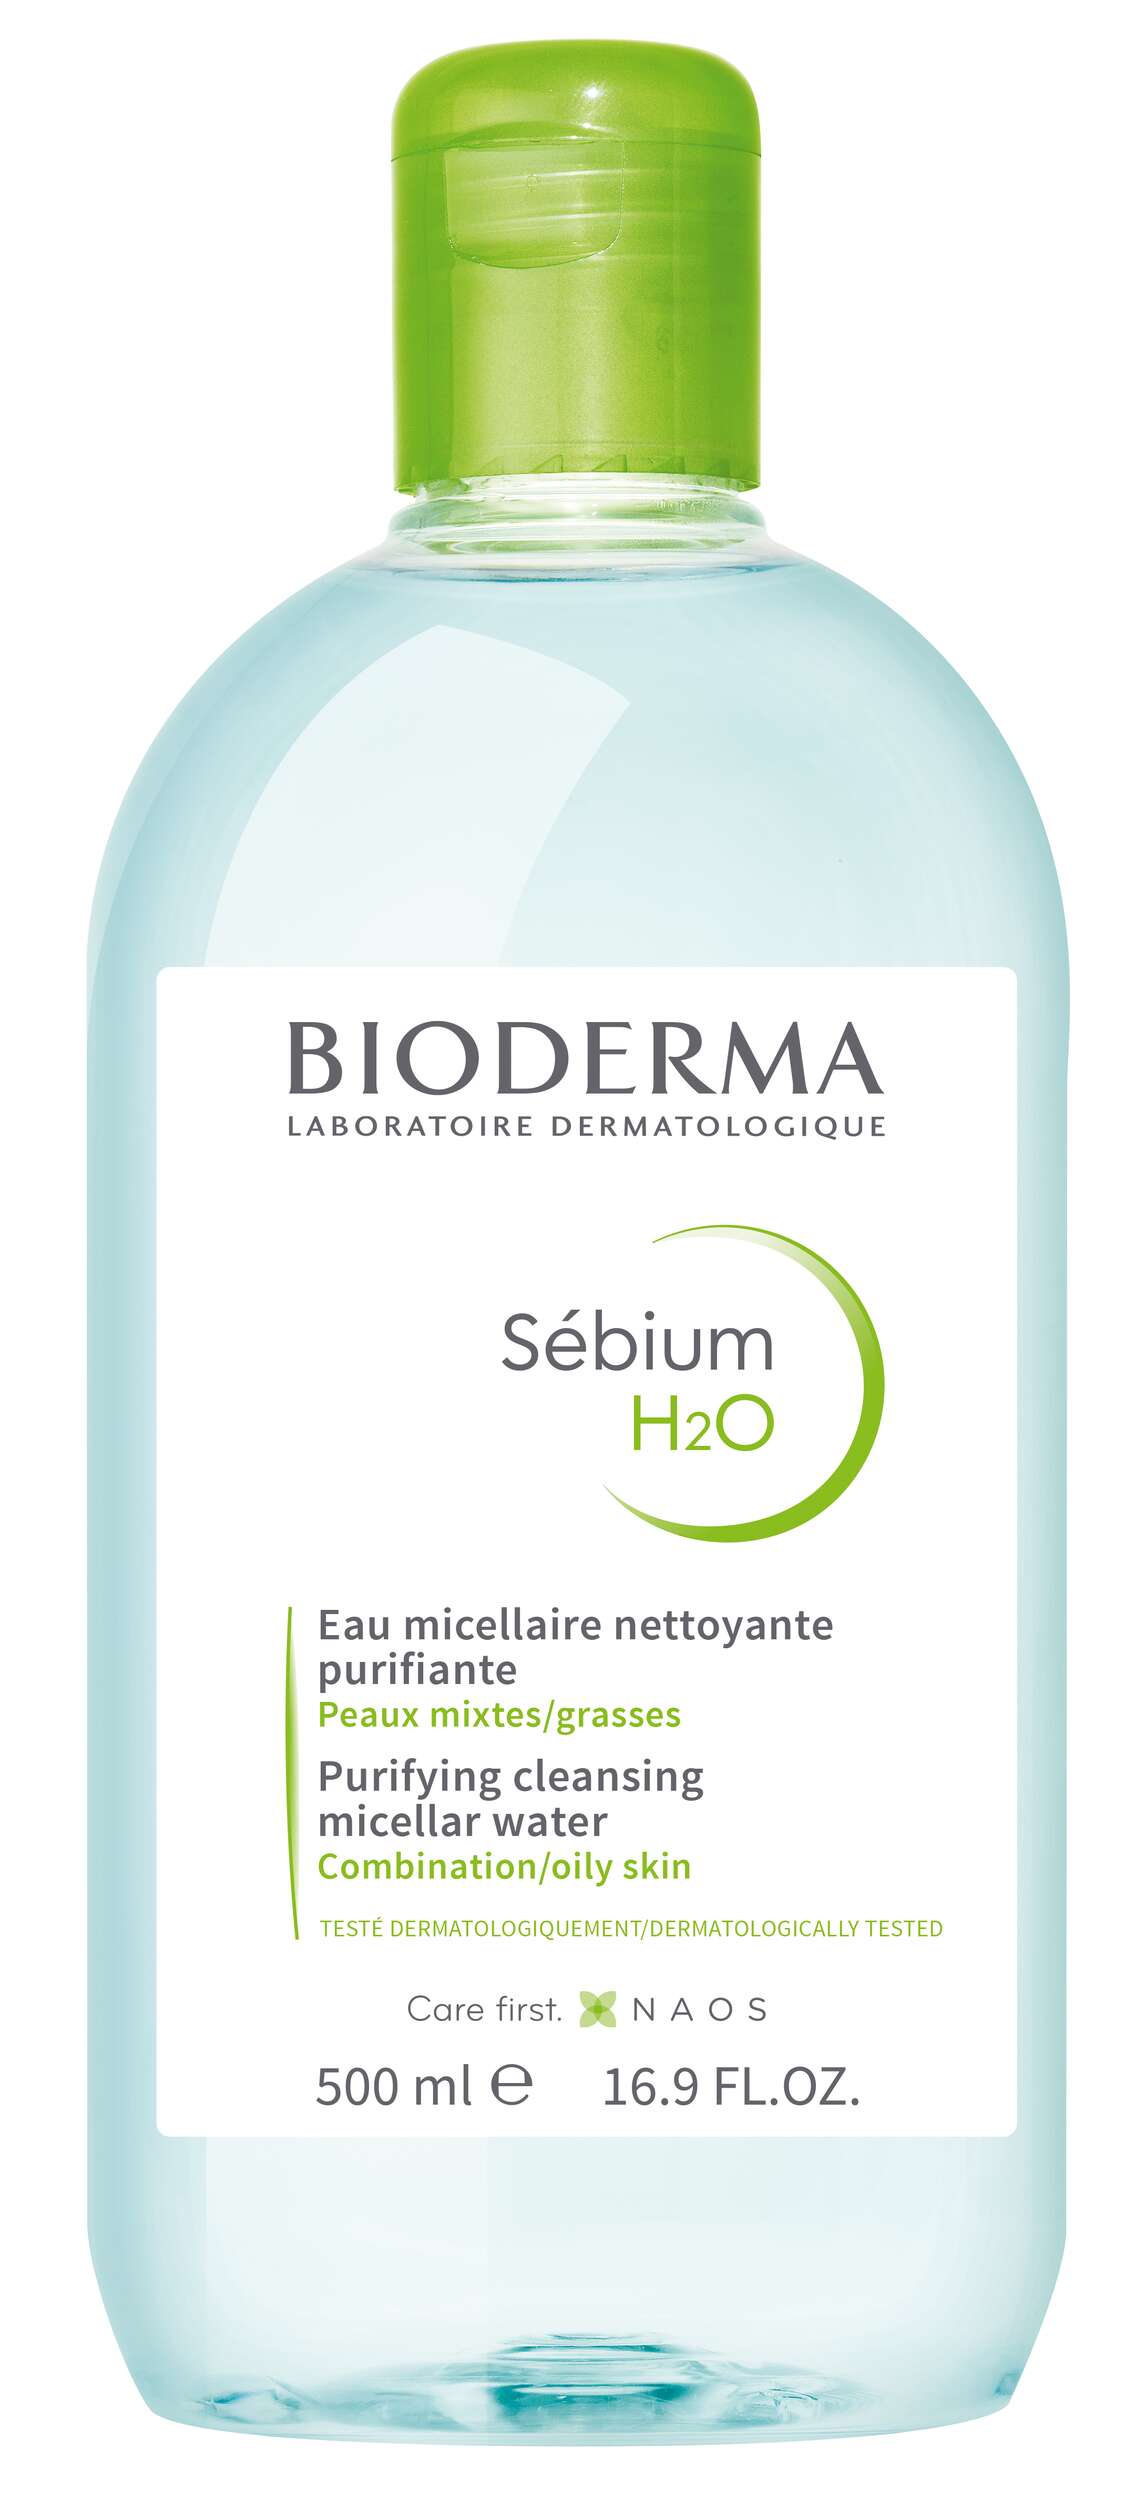 BIODERMA
LABORATOIRE DERMATOLOGIQUE
Sébium
H2O
Eau micellaire nettoyante
purifiante
Peaux mixtes/grasses
Purifying cleansing
micellar water
Combination/oily skin
TESTÉ DERMATOLOGIQUEMENT/DERMATOLOGICALLY TESTED
Care first. NAOS
500 ml ℮ 16.9 FL.OZ.